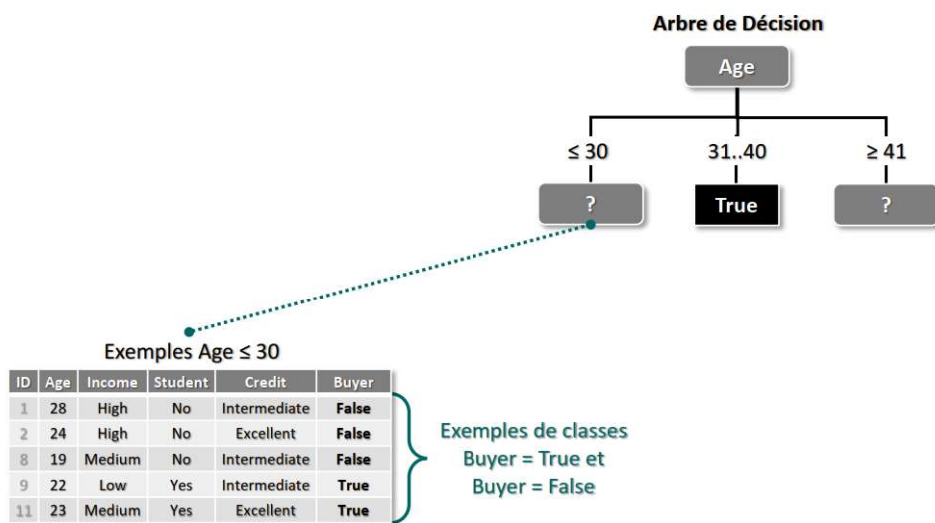 Arbre de Décision
Age
≤ 30 31..40 ≥ 41
? True ?
Exemples Age ≤ 30
ID Age Income Student Credit Buyer
1 28 High No Intermediate False
2 24 High No Excellent False
8 19 Medium No Intermediate False
9 22 Low Yes Intermediate True
11 23 Medium Yes Excellent True
Exemples de classes
Buyer = True et
Buyer = False